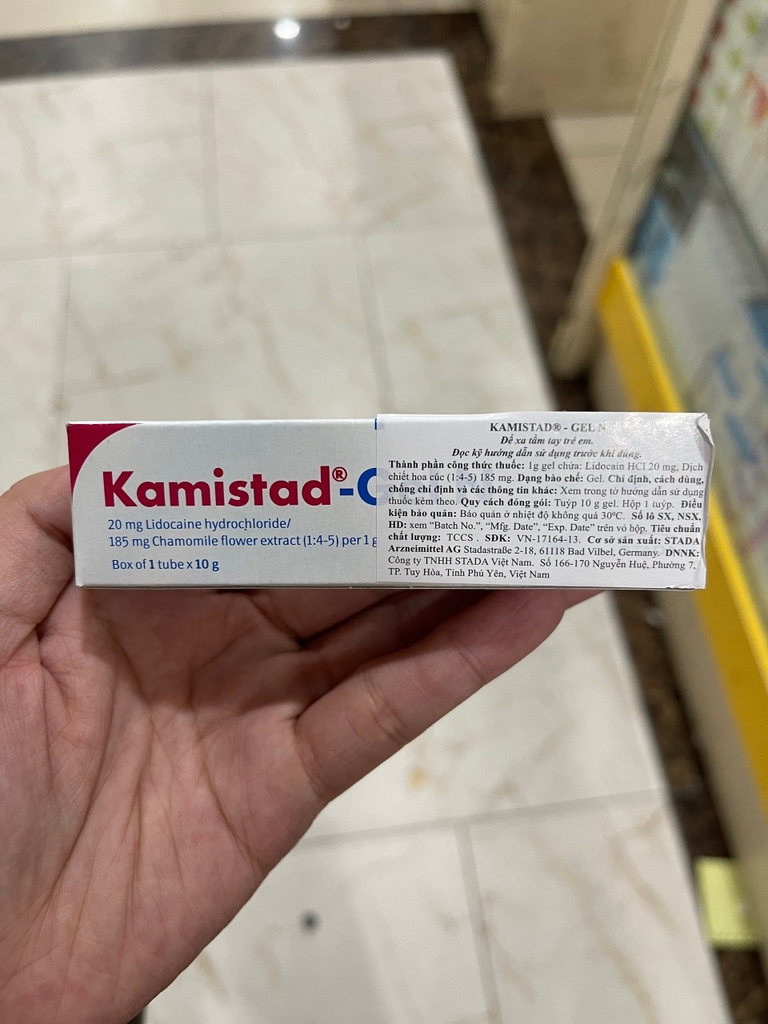 Kamistad®-G
20 mg Lidocaine hydrochloride/
185 mg Chamomile flower extract (1:4-5) per 1 g
Box of 1 tube x 10 g
KAMISTAD® - GEL N
Để xa tầm tay trẻ em.
Đọc kỹ hướng dẫn sử dụng trước khi dùng.
Thành phần công thức thuốc: 1g gel chứa: Lidocain HCl 20 mg, Dịch
chiết hoa cúc (1:4-5) 185 mg. Dạng bào chế: Gel. Chỉ định, cách dùng,
chống chỉ định và các thông tin khác: Xem trong tờ hướng dẫn sử dụng
thuốc kèm theo. Quy cách đóng gói: Tuýp 10 g gel. Hộp 1 tuýp. Điều
kiện bảo quản: Bảo quản ở nhiệt độ không quá 30°C. Số lô SX, NSX,
HD: xem “Batch No.”, “Mfg. Date”, “Exp. Date” trên vỏ hộp. Tiêu chuẩn
chất lượng: TCCS . SĐK: VN-17164-13. Cơ sở sản xuất: STADA
Arzneimittel AG Stadastraße 2-18, 61118 Bad Vilbel, Germany. DNNK:
Công ty TNHH STADA Việt Nam. Số 166-170 Nguyễn Huệ, Phường 7,
TP. Tuy Hòa, Tỉnh Phú Yên, Việt Nam